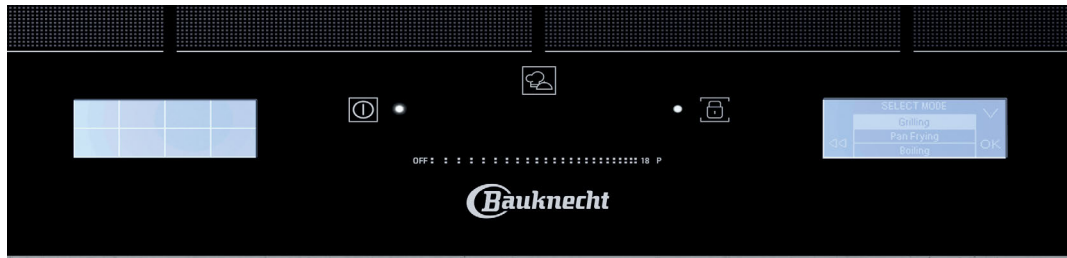 SELECT MODE
Grilling
Pan Frying
OK
Boiling
OFF 18 P
Bauknecht